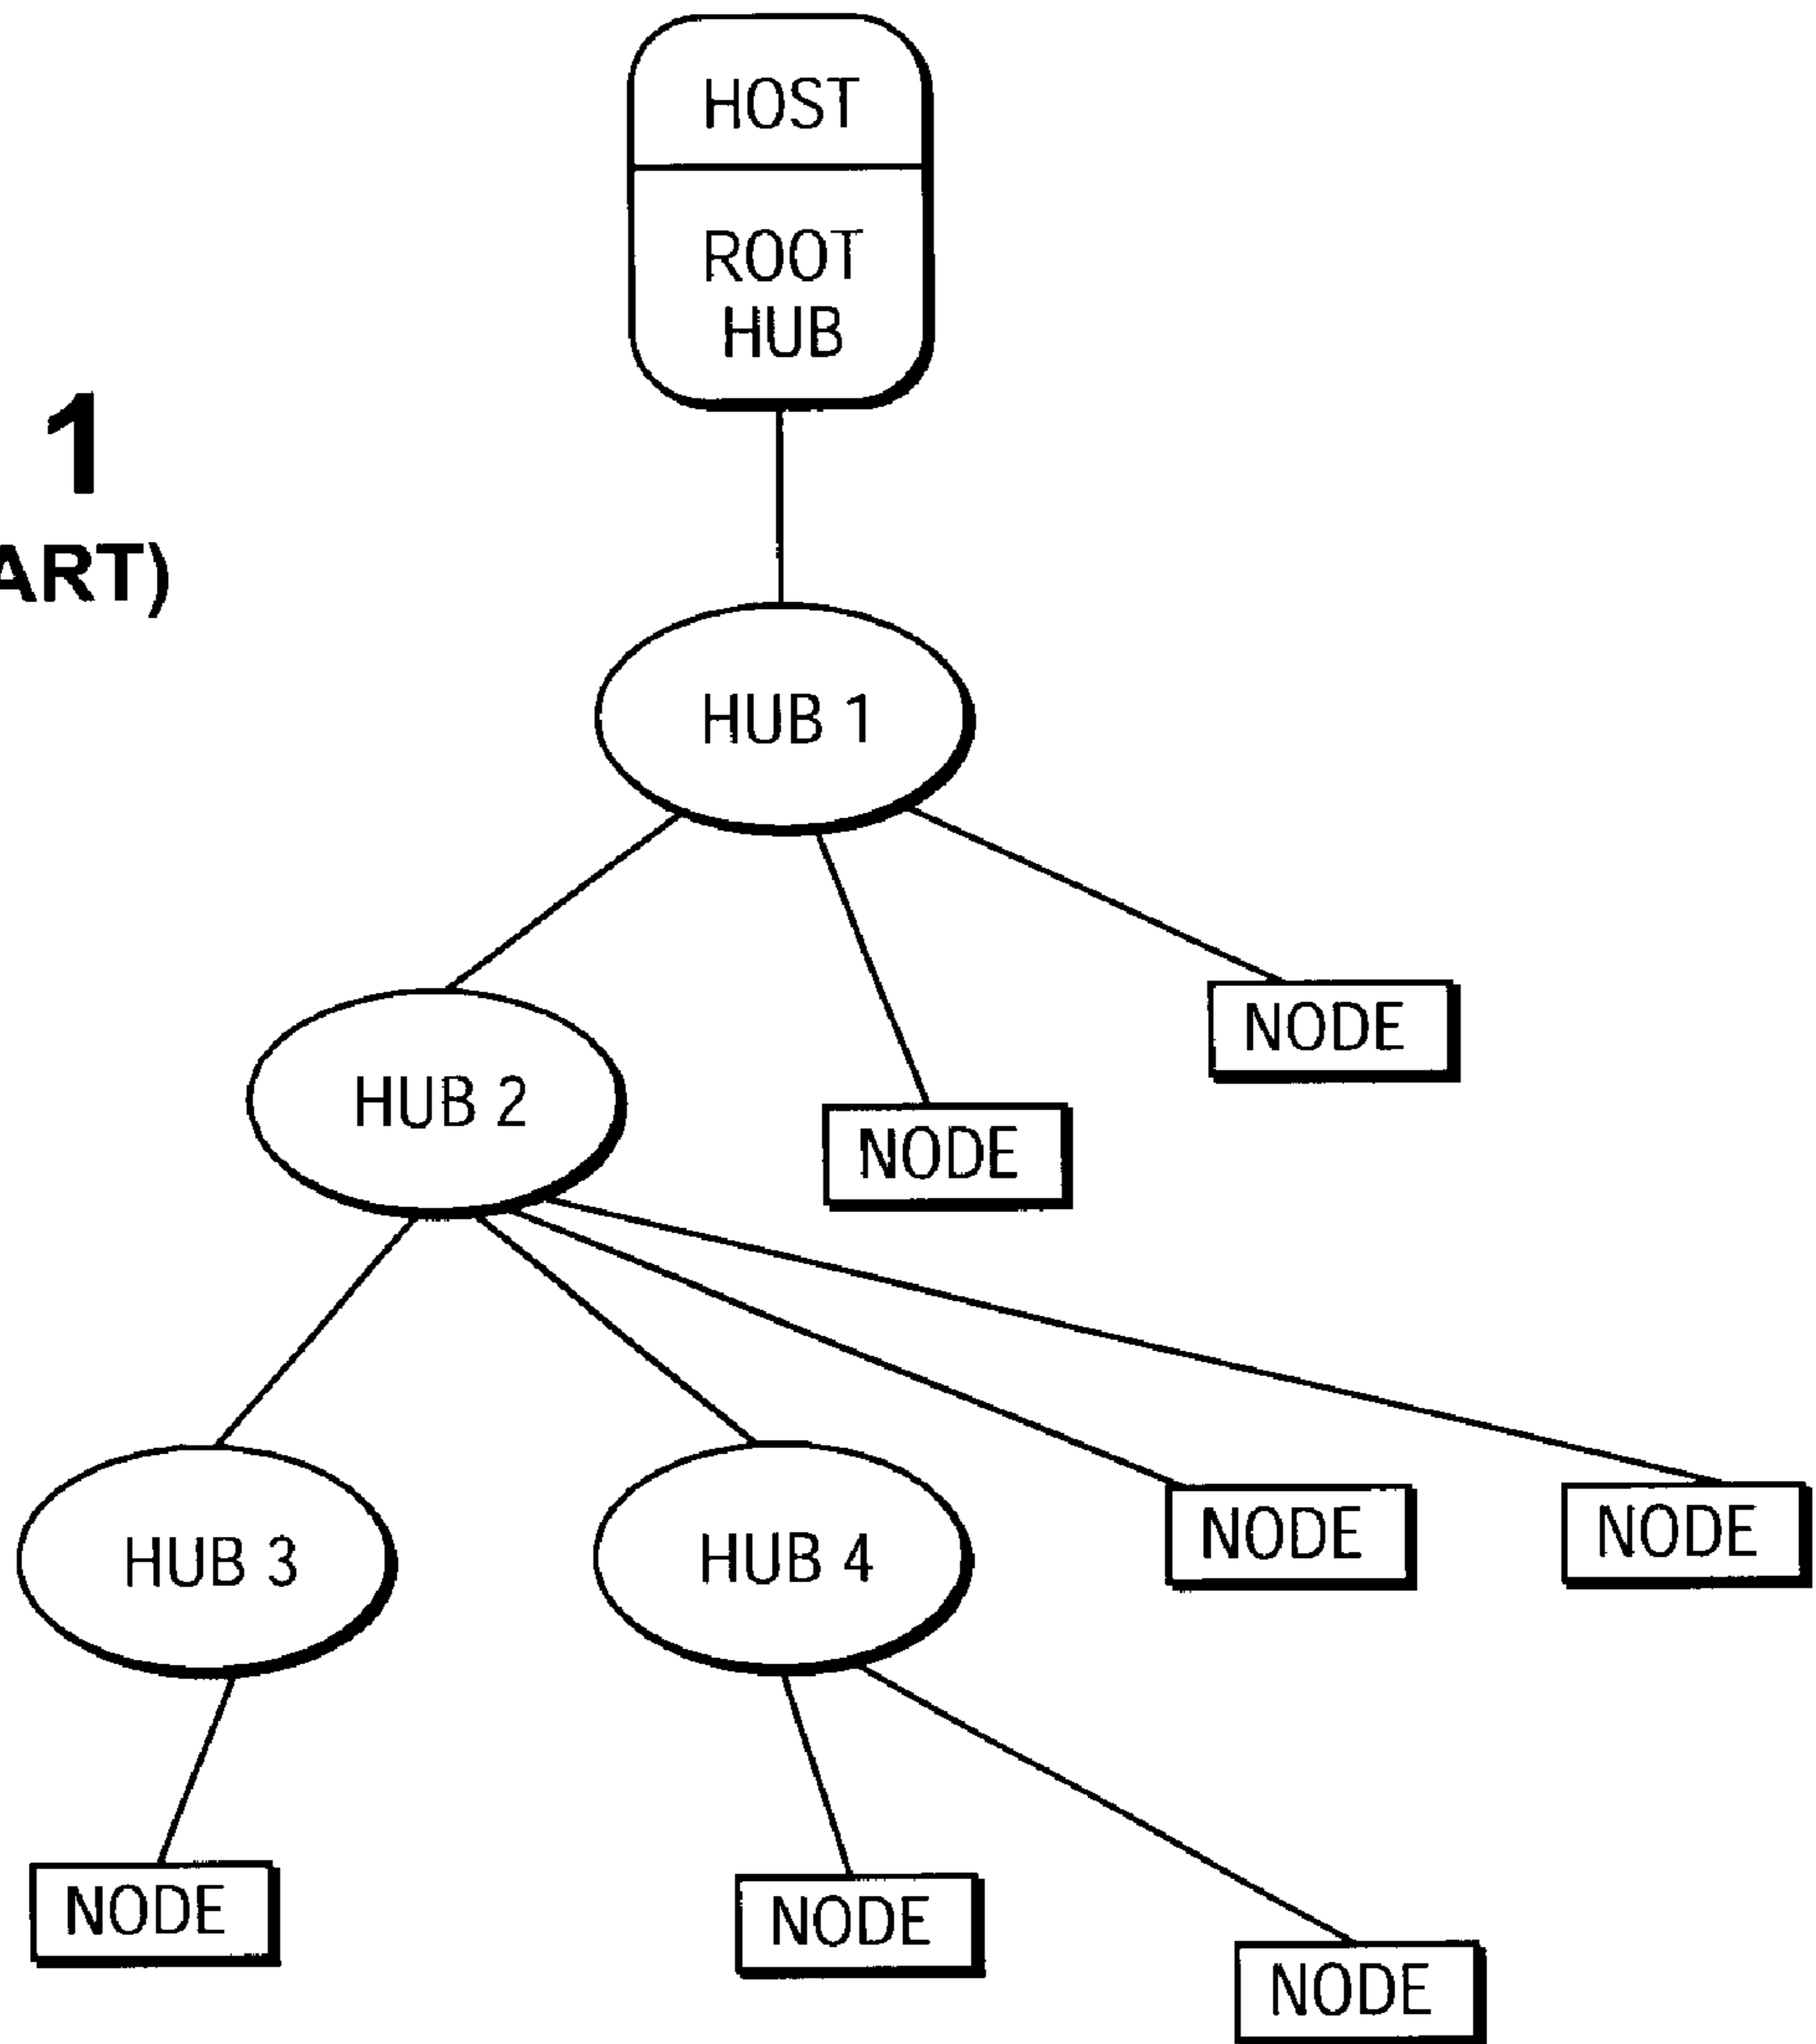 HOST
ROOT
HUB
1
ART)
HUB 1
NODE
HUB 2
NODE
HUB 3
HUB 4
NODE
NODE
NODE
NODE
NODE